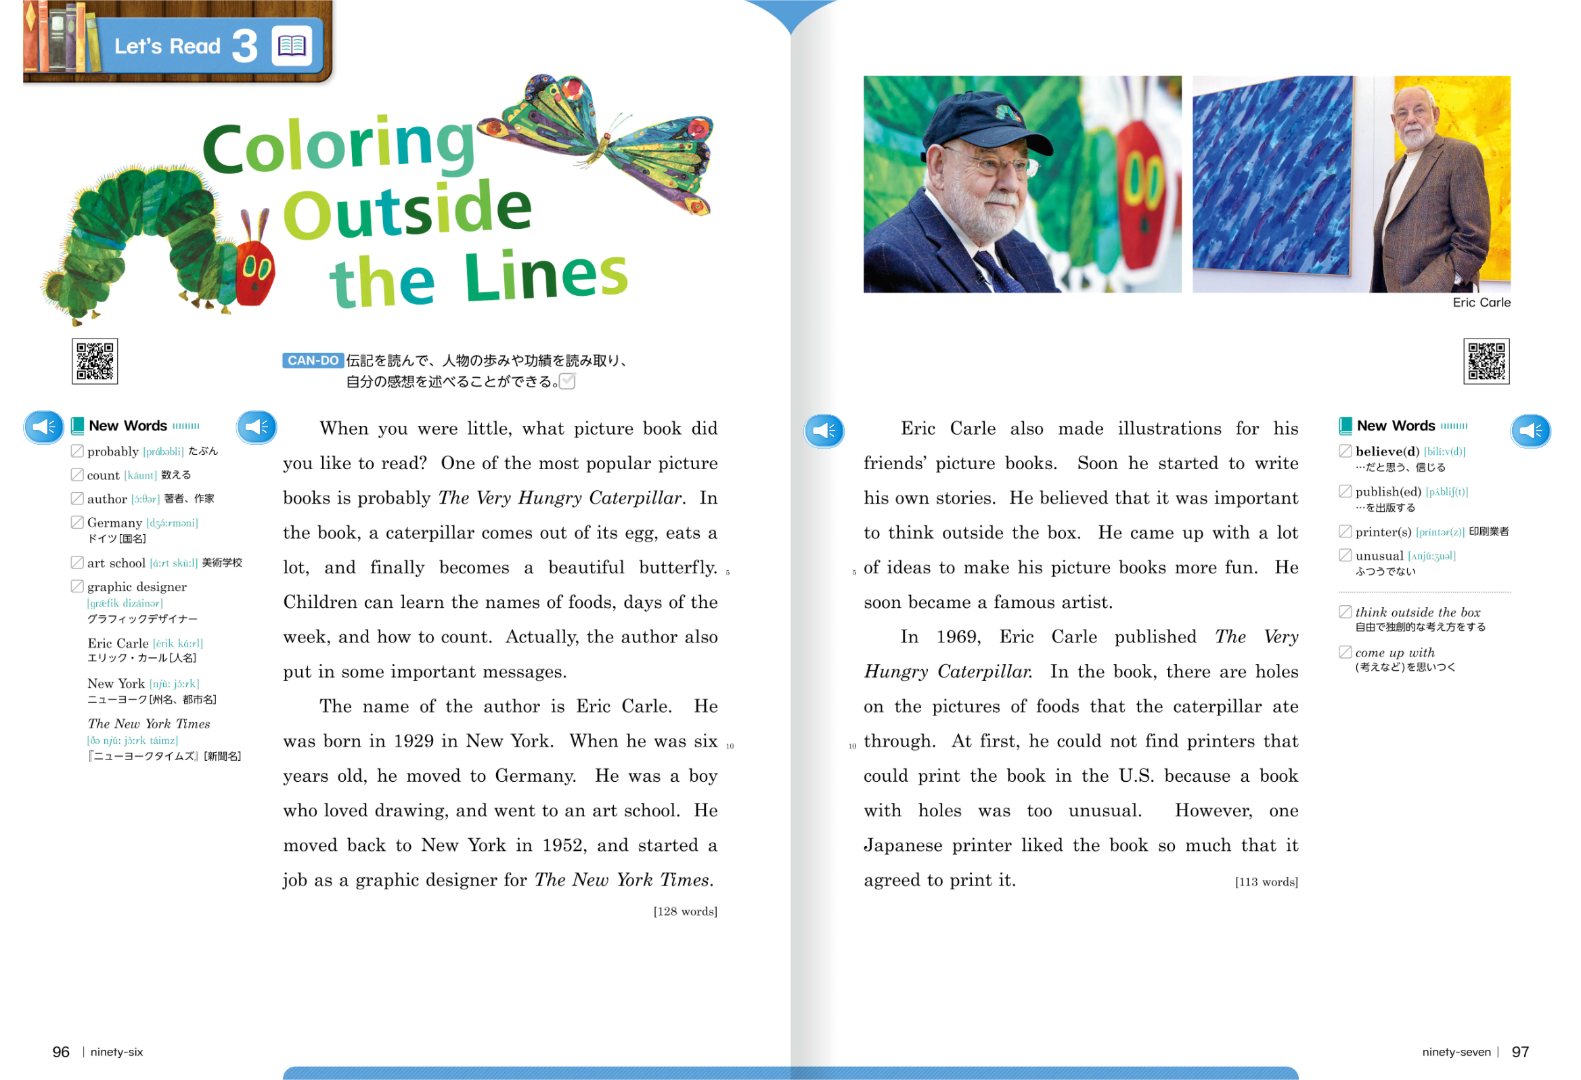 Let's Read 3
Coloring
Outside
the Lines
CAN-DO 伝記を読んで、人物の歩みや功績を読み取り、
自分の感想を述べることができる。
New Words
probably [prɑ́bəbli] たぶん
count [káunt] 数える
author [ɔ́ːθər] 著者、作家
Germany [dʒə́ːrməni]
ドイツ[国名]
art school [ɑ́ːrt skùːl] 美術学校
graphic designer
[grǽfik dizáinər]
グラフィックデザイナー
Eric Carle [érik kɑ́ːrl]
エリック・カール[人名]
New York [njùː jɔ́ːrk]
ニューヨーク[州名、都市名]
The New York Times
[ðə njùː jɔ̀ːrk táimz]
『ニューヨークタイムズ』[新聞名]
When you were little, what picture book did
you like to read? One of the most popular picture
books is probably The Very Hungry Caterpillar. In
the book, a caterpillar comes out of its egg, eats a
lot, and finally becomes a beautiful butterfly. 5
Children can learn the names of foods, days of the
week, and how to count. Actually, the author also
put in some important messages.
The name of the author is Eric Carle. He
was born in 1929 in New York. When he was six 10
years old, he moved to Germany. He was a boy
who loved drawing, and went to an art school. He
moved back to New York in 1952, and started a
job as a graphic designer for The New York Times.
[128 words]
96 | ninety-six
Eric Carle
Eric Carle also made illustrations for his
friends' picture books. Soon he started to write
his own stories. He believed that it was important
to think outside the box. He came up with a lot
5 of ideas to make his picture books more fun. He
soon became a famous artist.
In 1969, Eric Carle published The Very
Hungry Caterpillar. In the book, there are holes
on the pictures of foods that the caterpillar ate
10 through. At first, he could not find printers that
could print the book in the U.S. because a book
with holes was too unusual. However, one
Japanese printer liked the book so much that it
agreed to print it. [113 words]
New Words
believe(d) [bilíːv(d)]
…だと思う、信じる
publish(ed) [pʌ́bliʃ(t)]
…を出版する
printer(s) [príntər(z)] 印刷業者
unusual [ʌnjúːʒuəl]
ふつうでない
think outside the box
自由で独創的な考え方をする
come up with
(考えなど)を思いつく
ninety-seven | 97